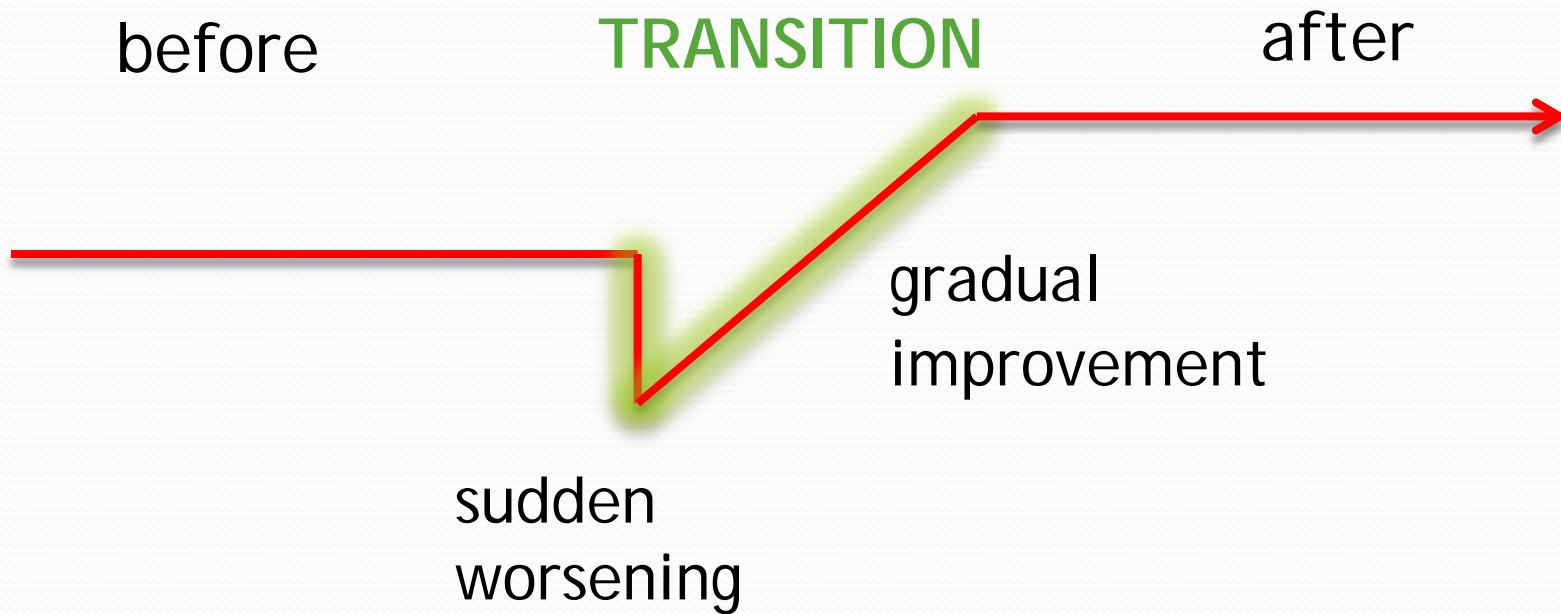 before
TRANSITION
after
gradual
improvement
sudden
worsening